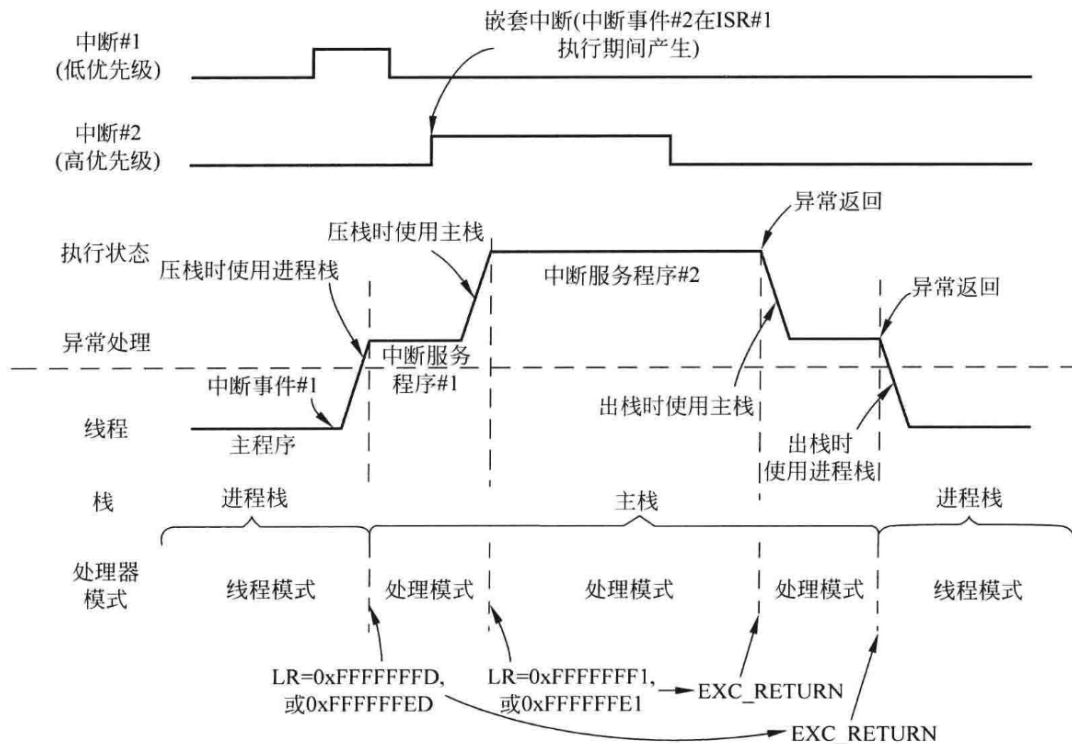 嵌套中断(中断事件#2在ISR#1
执行期间产生)
中断#1
(低优先级)
中断#2
(高优先级)
异常返回
压栈时使用主栈
执行状态
压栈时使用进程栈
中断服务程序#2
异常返回
异常处理
中断服务
程序#1
中断事件#1
出栈时使用主栈
线程
主程序
出栈时
使用进程栈
栈
进程栈
主栈
进程栈
处理器
模式
线程模式
处理模式
处理模式
处理模式
线程模式
LR=0xFFFFFFFD,
或0xFFFFFFED
LR=0xFFFFFFF1,
或0xFFFFFFE1
EXC_RETURN
EXC_RETURN